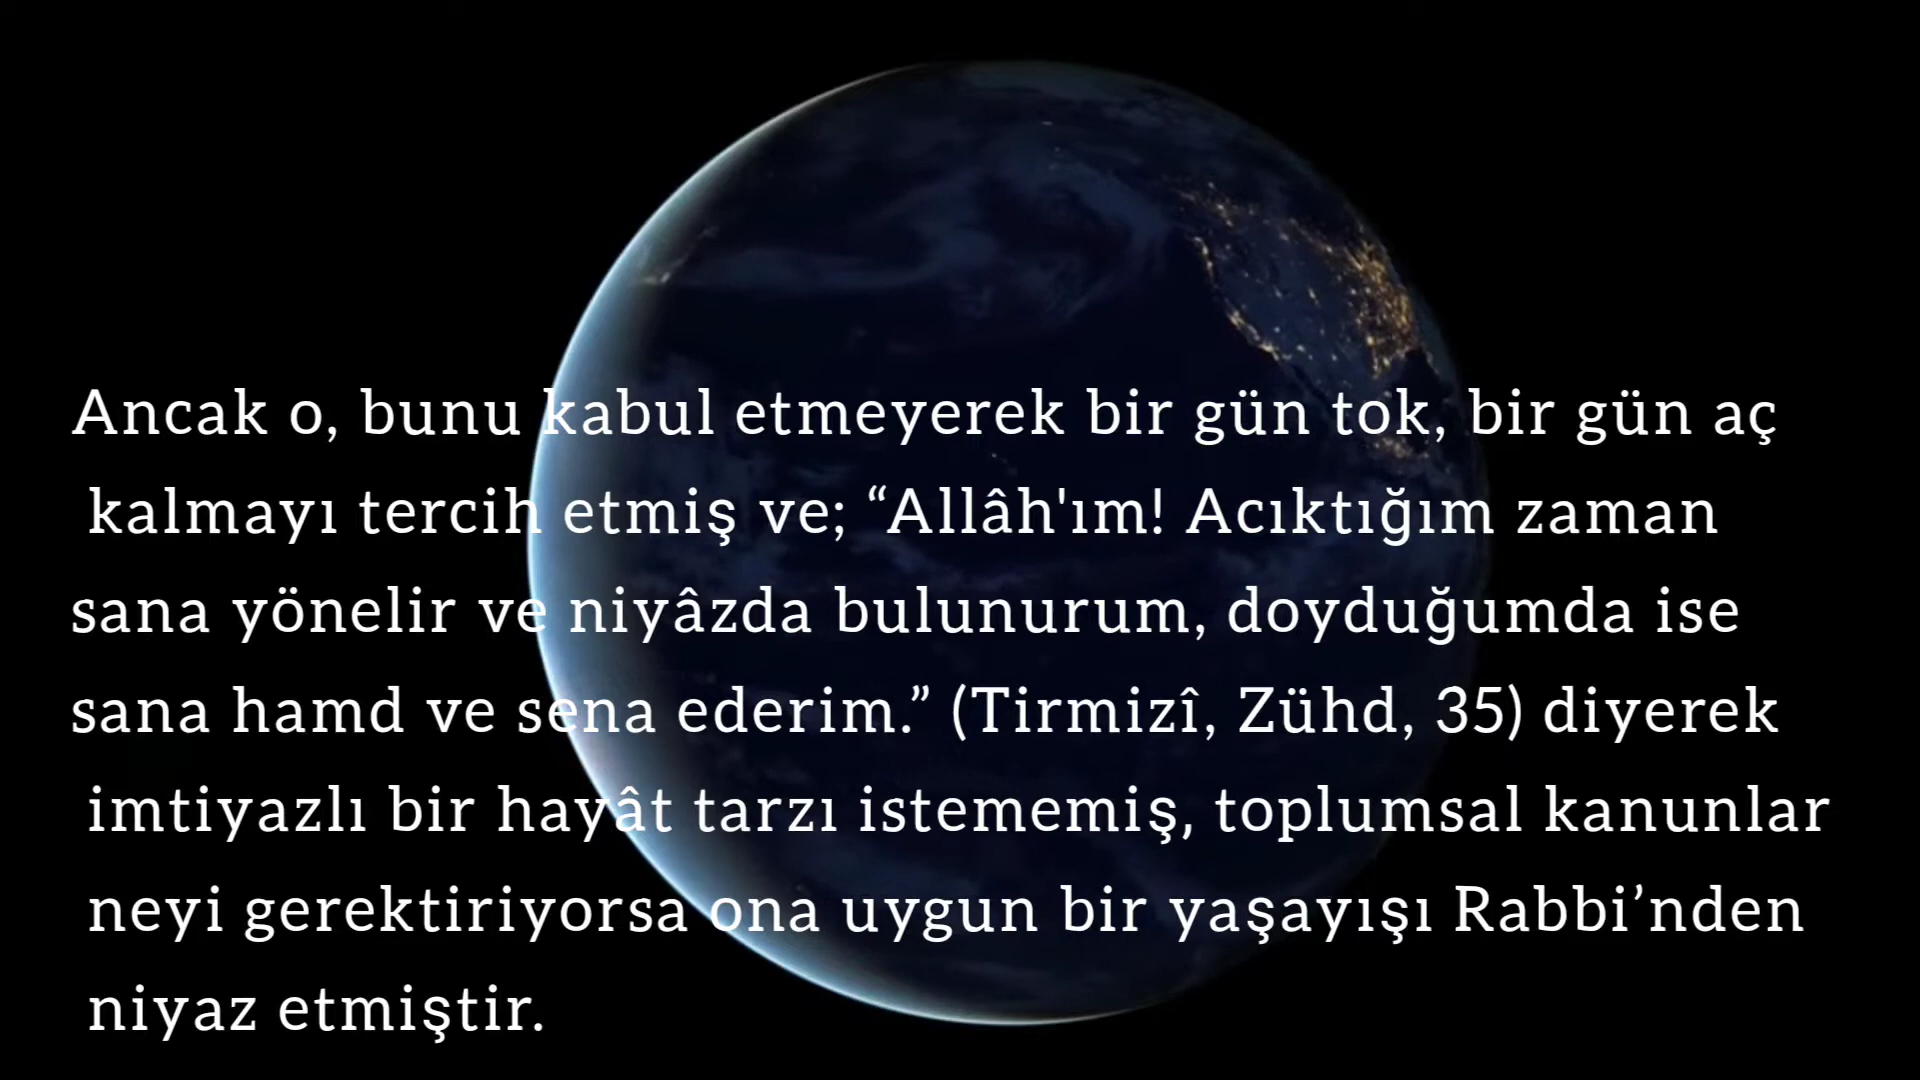 Ancak o, bunu kabul etmeyerek bir gün tok, bir gün aç
kalmayı tercih etmiş ve; “Allâh'ım! Acıktığım zaman
sana yönelir ve niyâzda bulunurum, doyduğumda ise
sana hamd ve sena ederim.” (Tirmizî, Zühd, 35) diyerek
imtiyazlı bir hayât tarzı istememiş, toplumsal kanunlar
neyi gerektiriyorsa ona uygun bir yaşayışı Rabbi’nden
niyaz etmiştir.